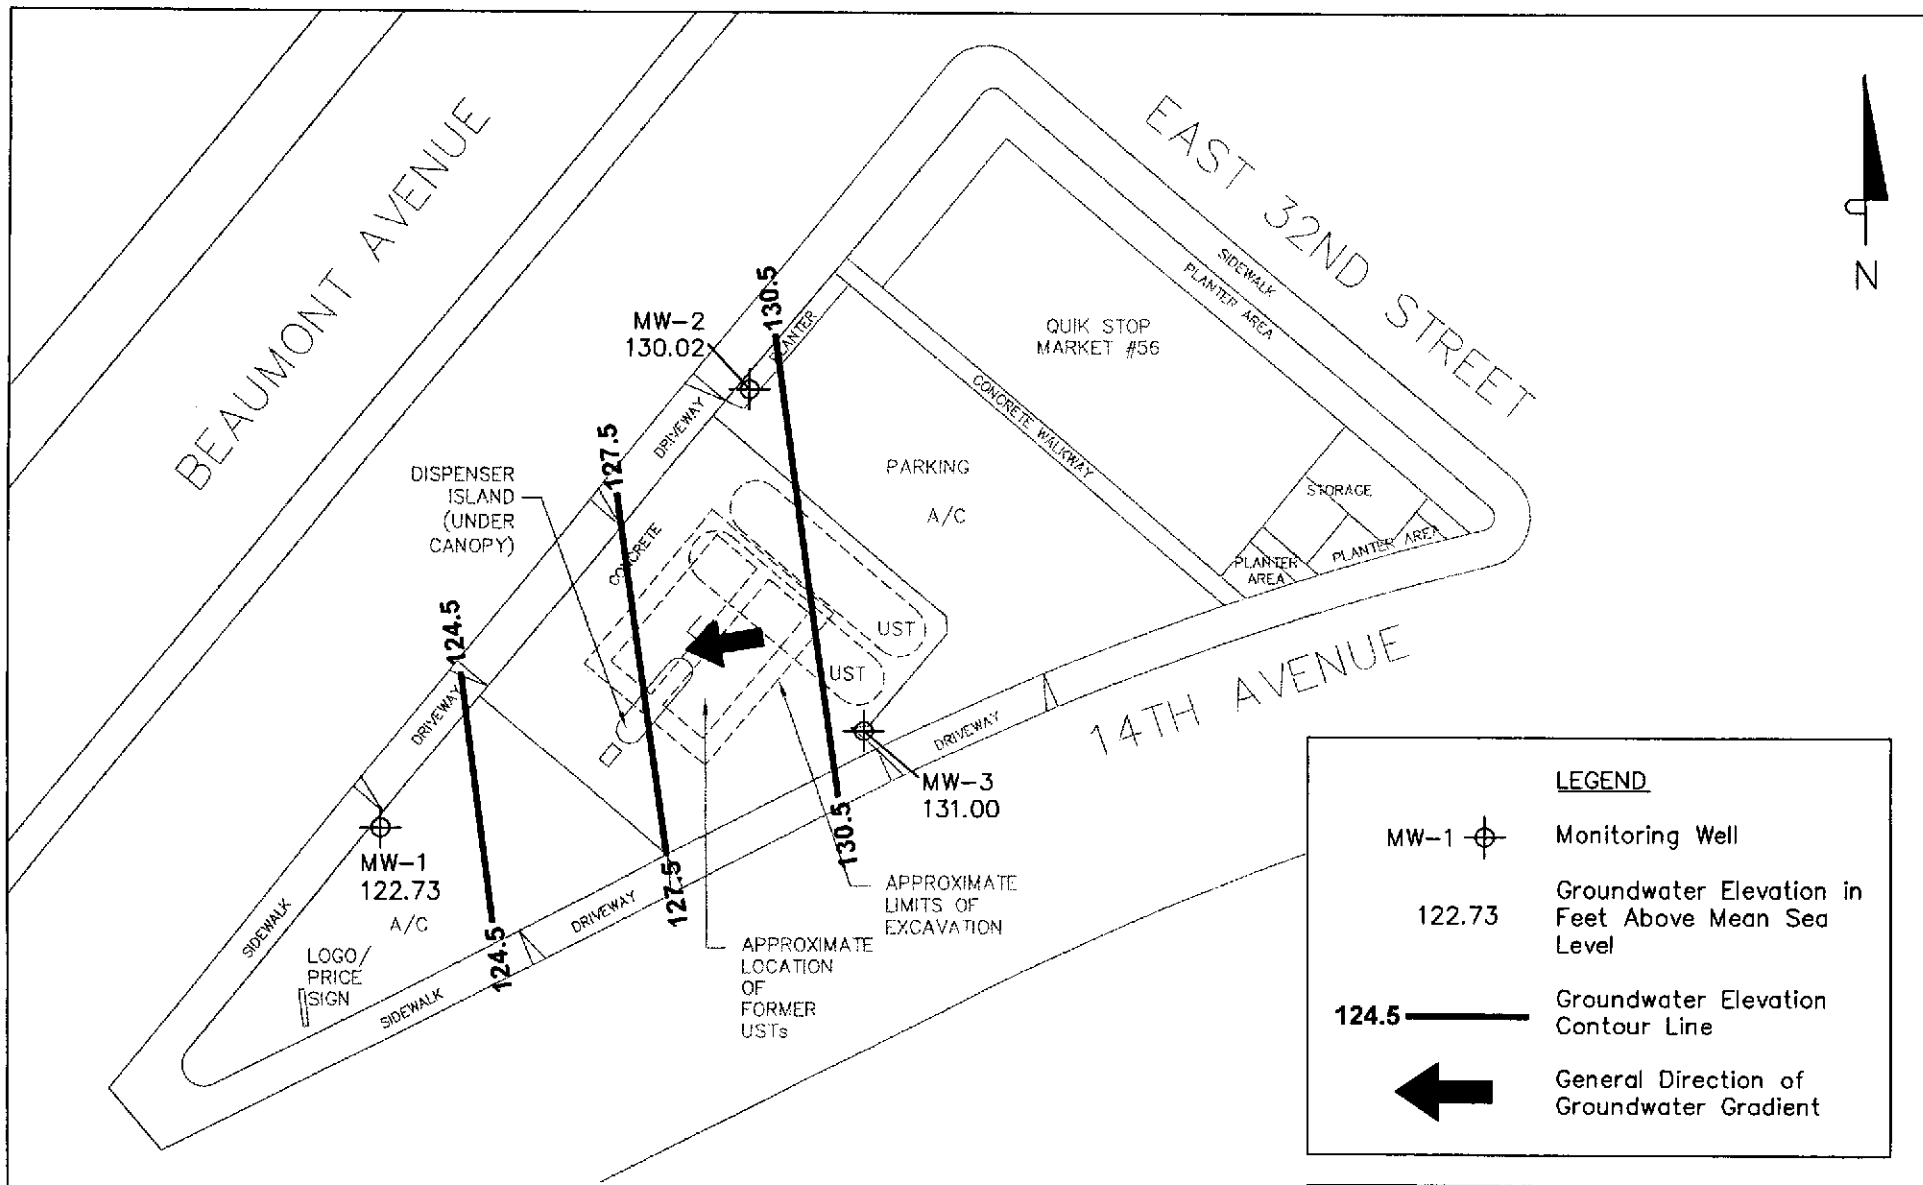 BEAUMONT AVENUE
EAST 32ND STREET
N
SIDEWALK
PLANTER AREA
QUIK STOP
MARKET #56
130.5
MW-2
130.02
PLANTER
DRIVEWAY
CONCRETE WALKWAY
PARKING
A/C
STORAGE
PLANTER AREA
PLANTER
AREA
127.5
DISPENSER
ISLAND
(UNDER
CANOPY)
CONCRETE
UST
UST
14TH AVENUE
124.5
DRIVEWAY
DRIVEWAY
MW-3
131.00
130.5
MW-1
122.73
A/C
127.5
DRIVEWAY
APPROXIMATE
LIMITS OF
EXCAVATION
SIDEWALK
LOGO/
PRICE
SIGN
124.5
SIDEWALK
APPROXIMATE
LOCATION
OF
FORMER
USTs
LEGEND
MW-1
Monitoring Well
122.73
Groundwater Elevation in
Feet Above Mean Sea
Level
124.5
Groundwater Elevation
Contour Line
General Direction of
Groundwater Gradient